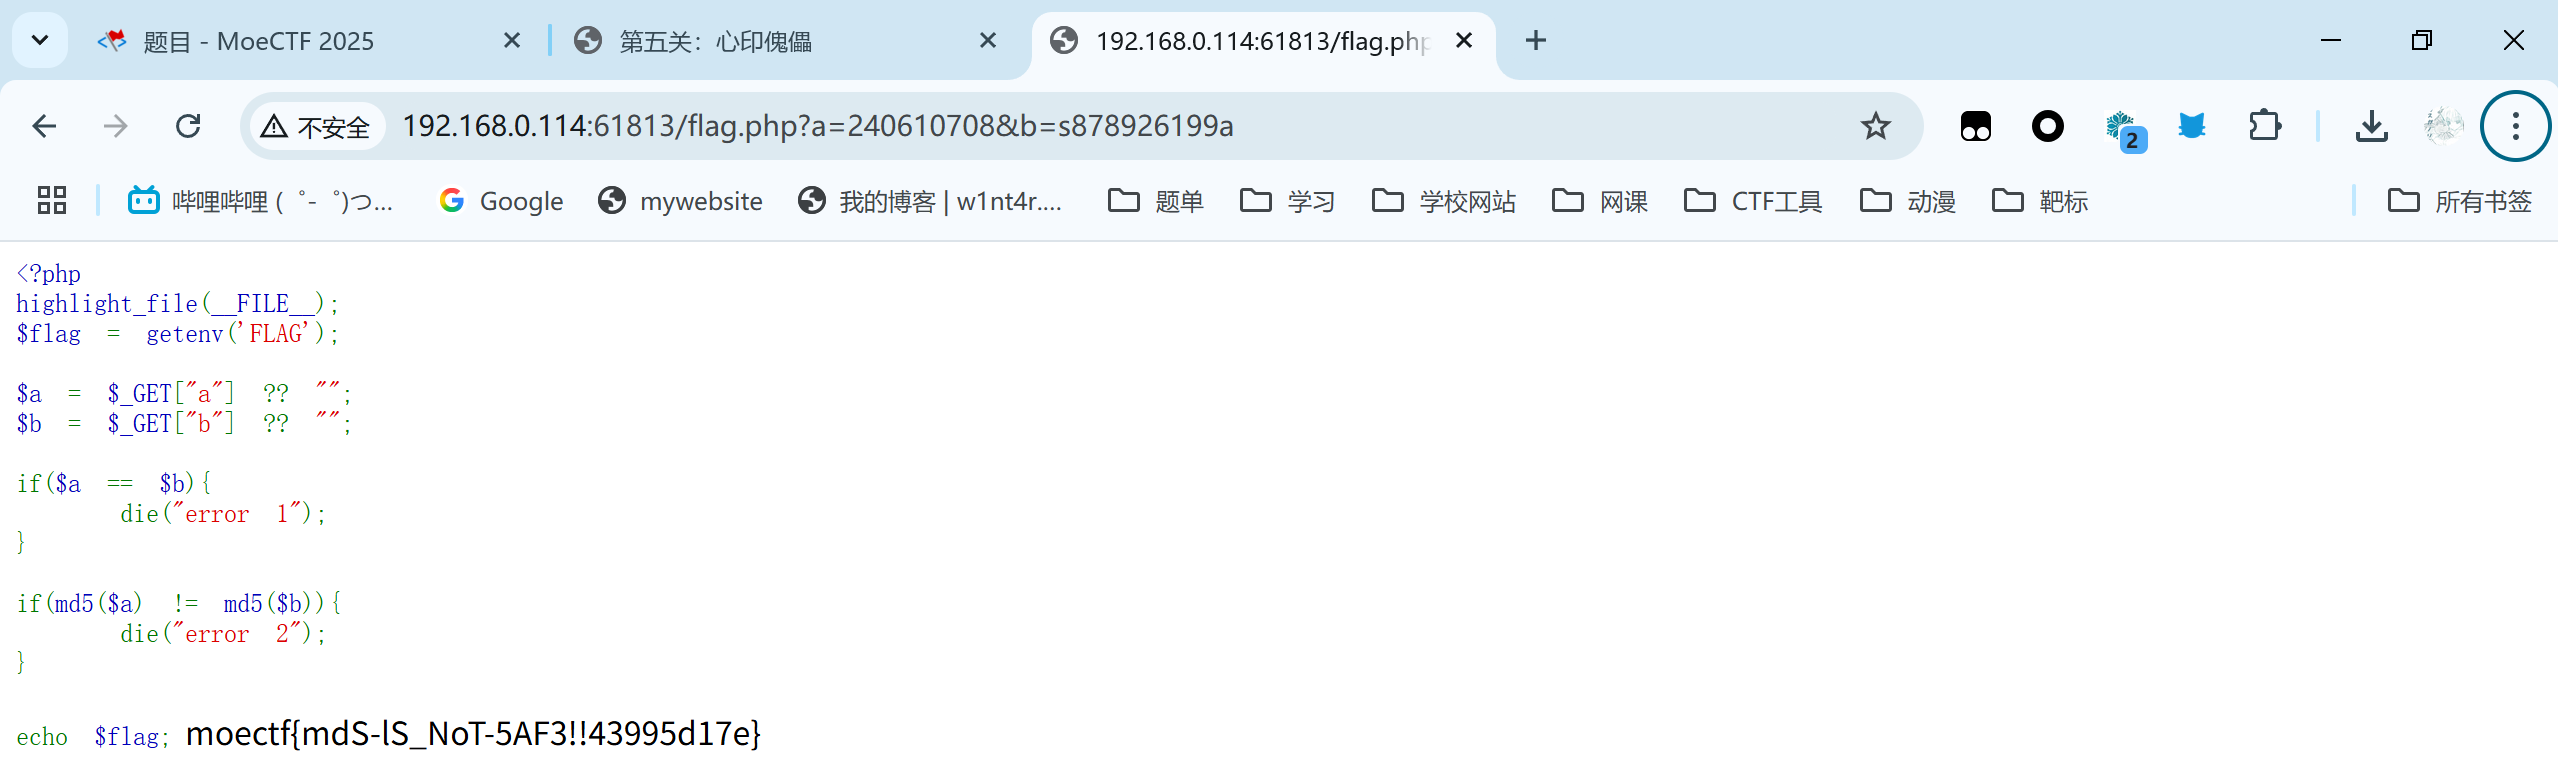 题目 - MoeCTF 2025
第五关：心印傀儡
192.168.0.114:61813/flag.php
不安全
192.168.0.114:61813/flag.php?a=240610708&b=s878926199a
2
哔哩哔哩 (゜-゜)つ...
Google
mywebsite
我的博客 | w1nt4r....
题单
学习
学校网站
网课
CTF工具
动漫
靶标
所有书签
<?php
highlight_file(__FILE__);
$flag = getenv('FLAG');
$a = $_GET["a"] ?? "";
$b = $_GET["b"] ?? "";
if($a == $b){
die("error 1");
}
if(md5($a) != md5($b)){
die("error 2");
}
echo $flag; moectf{mdS-lS_NoT-5AF3!!43995d17e}